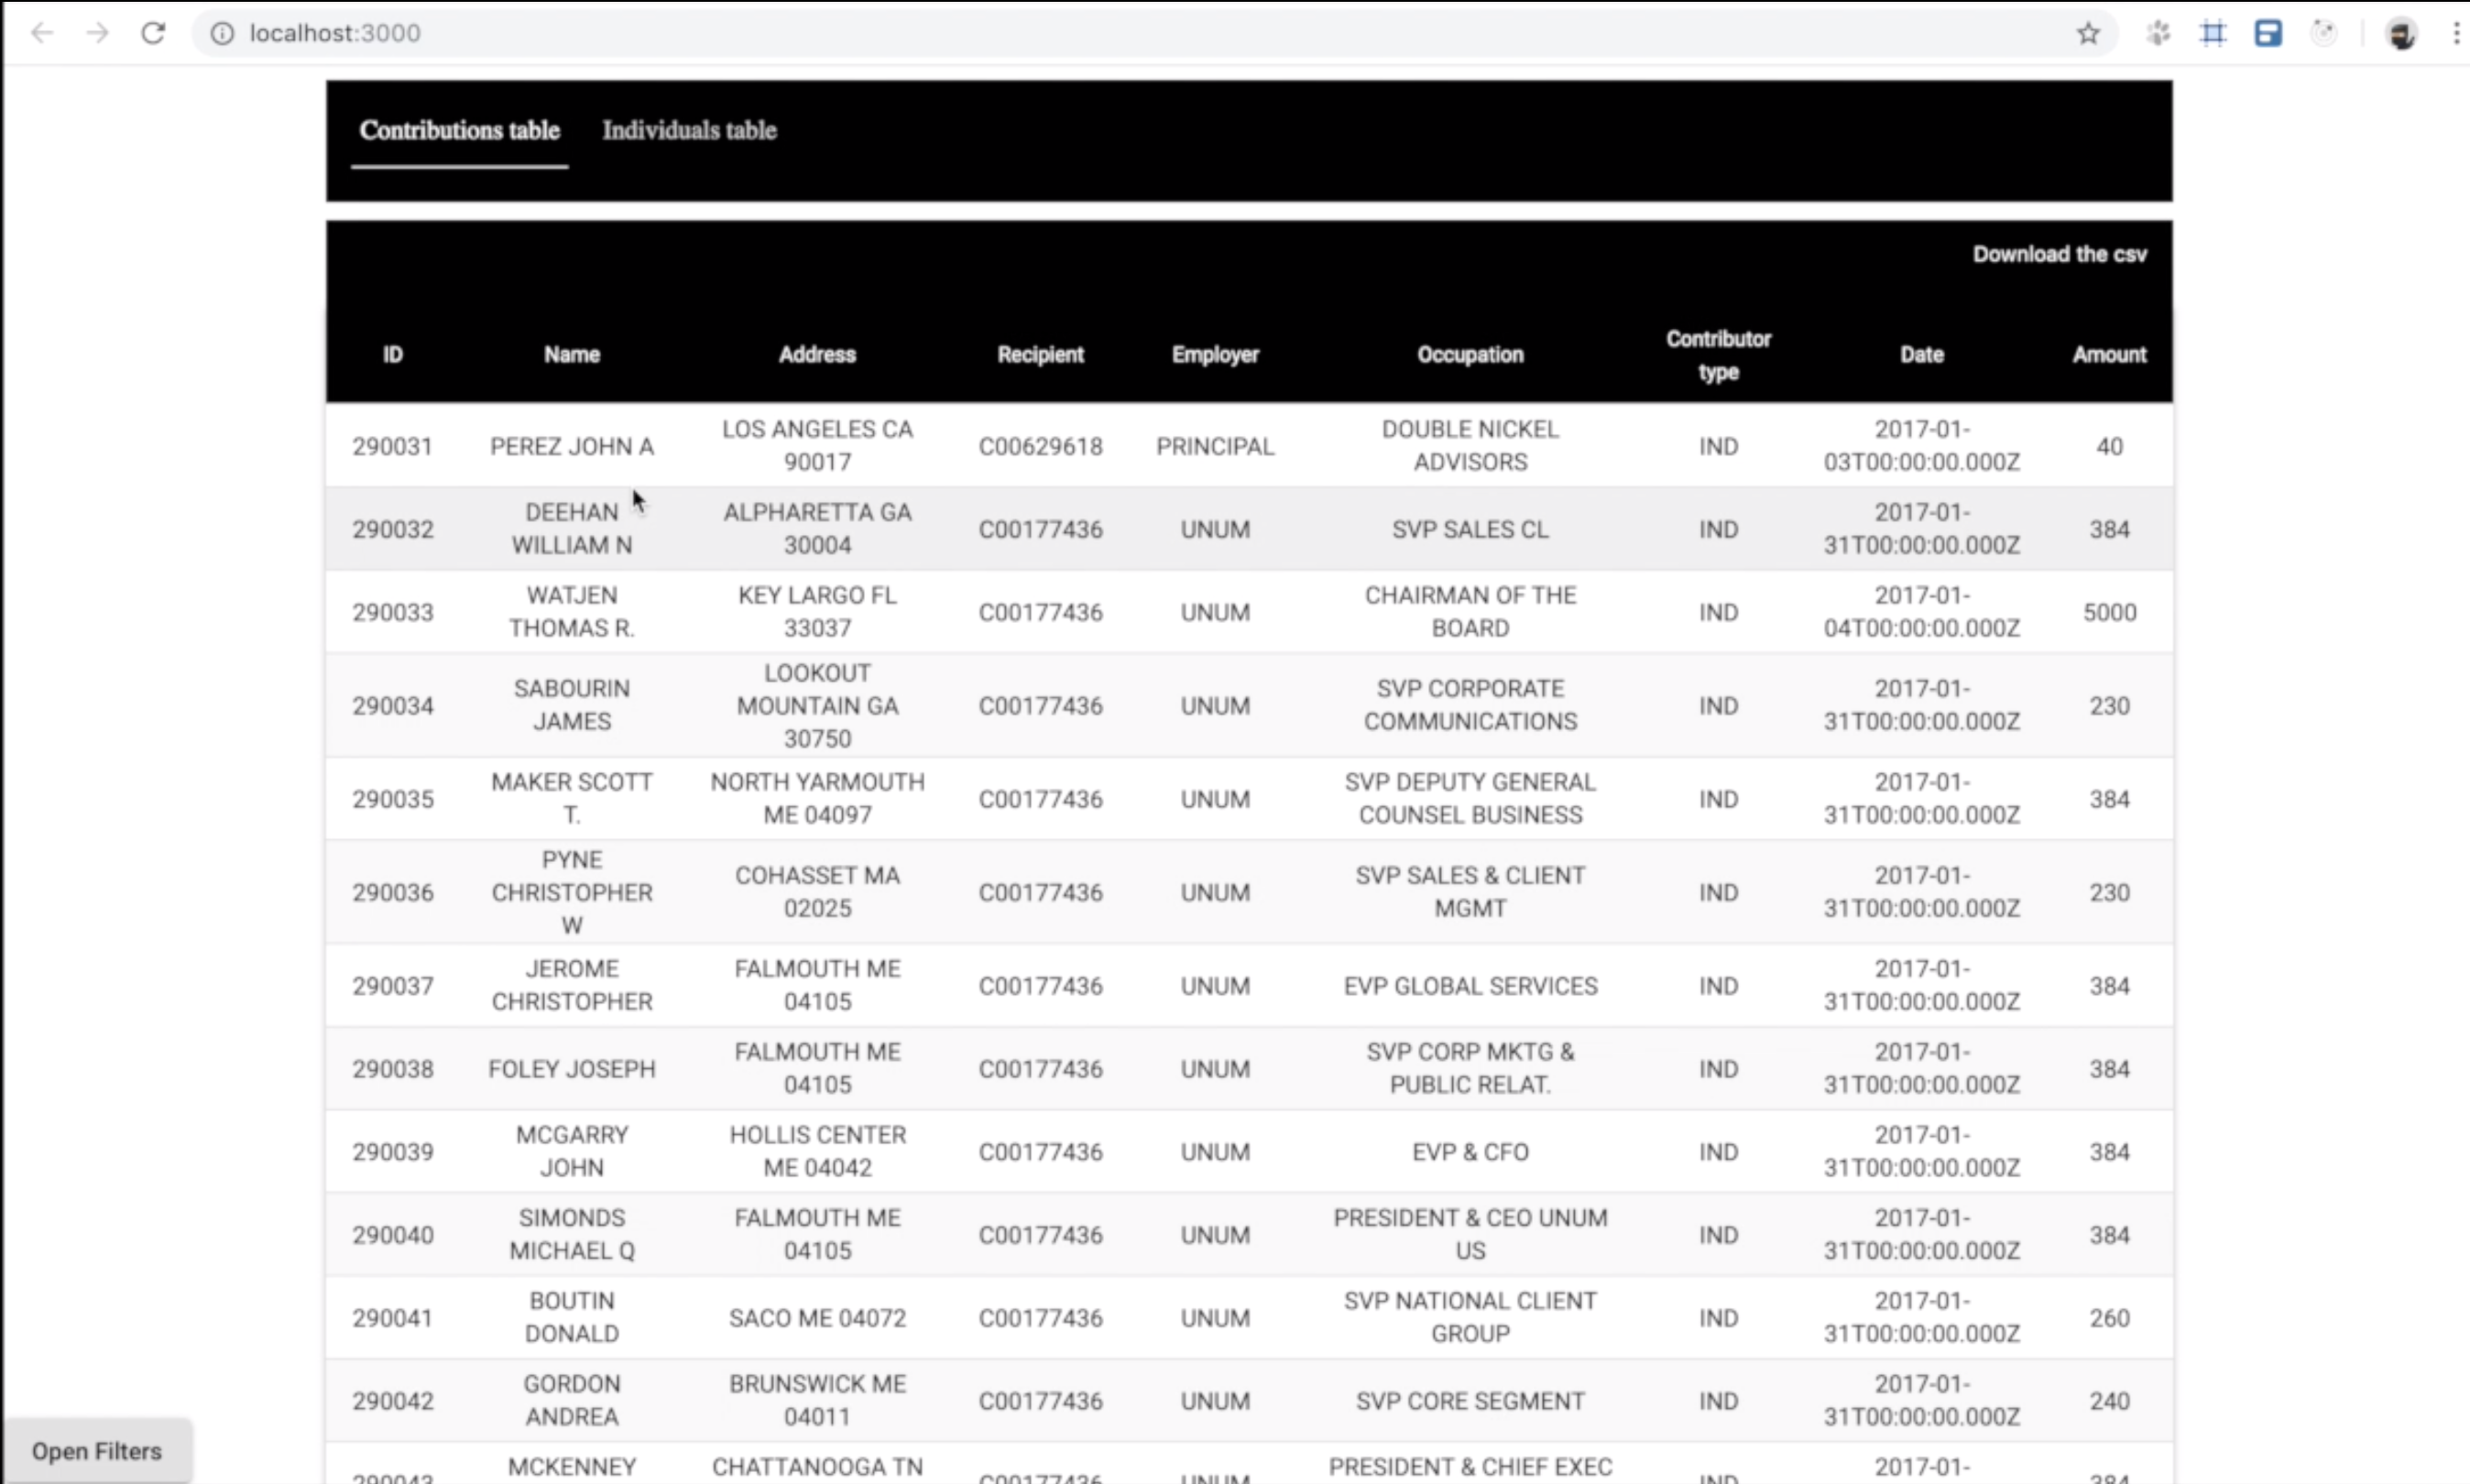 localhost:3000
Contributions table Individuals table
Download the csv
ID Name Address Recipient Employer Occupation Contributor type Date Amount
290031 PEREZ JOHN A LOS ANGELES CA 90017 C00629618 PRINCIPAL DOUBLE NICKEL ADVISORS IND 2017-01-03T00:00:00.000Z 40
290032 DEEHAN WILLIAM N ALPHARETTA GA 30004 C00177436 UNUM SVP SALES CL IND 2017-01-31T00:00:00.000Z 384
290033 WATJEN THOMAS R. KEY LARGO FL 33037 C00177436 UNUM CHAIRMAN OF THE BOARD IND 2017-01-04T00:00:00.000Z 5000
290034 SABOURIN JAMES LOOKOUT MOUNTAIN GA 30750 C00177436 UNUM SVP CORPORATE COMMUNICATIONS IND 2017-01-31T00:00:00.000Z 230
290035 MAKER SCOTT T. NORTH YARMOUTH ME 04097 C00177436 UNUM SVP DEPUTY GENERAL COUNSEL BUSINESS IND 2017-01-31T00:00:00.000Z 384
290036 PYNE CHRISTOPHER W COHASSET MA 02025 C00177436 UNUM SVP SALES & CLIENT MGMT IND 2017-01-31T00:00:00.000Z 230
290037 JEROME CHRISTOPHER FALMOUTH ME 04105 C00177436 UNUM EVP GLOBAL SERVICES IND 2017-01-31T00:00:00.000Z 384
290038 FOLEY JOSEPH FALMOUTH ME 04105 C00177436 UNUM SVP CORP MKTG & PUBLIC RELAT. IND 2017-01-31T00:00:00.000Z 384
290039 MCGARRY JOHN HOLLIS CENTER ME 04042 C00177436 UNUM EVP & CFO IND 2017-01-31T00:00:00.000Z 384
290040 SIMONDS MICHAEL Q FALMOUTH ME 04105 C00177436 UNUM PRESIDENT & CEO UNUM US IND 2017-01-31T00:00:00.000Z 384
290041 BOUTIN DONALD SACO ME 04072 C00177436 UNUM SVP NATIONAL CLIENT GROUP IND 2017-01-31T00:00:00.000Z 260
290042 GORDON ANDREA BRUNSWICK ME 04011 C00177436 UNUM SVP CORE SEGMENT IND 2017-01-31T00:00:00.000Z 240
290043 MCKENNEY CHATTANOOGA TN C00177436 UNUM PRESIDENT & CHIEF EXEC IND 2017-01- 384
Open Filters